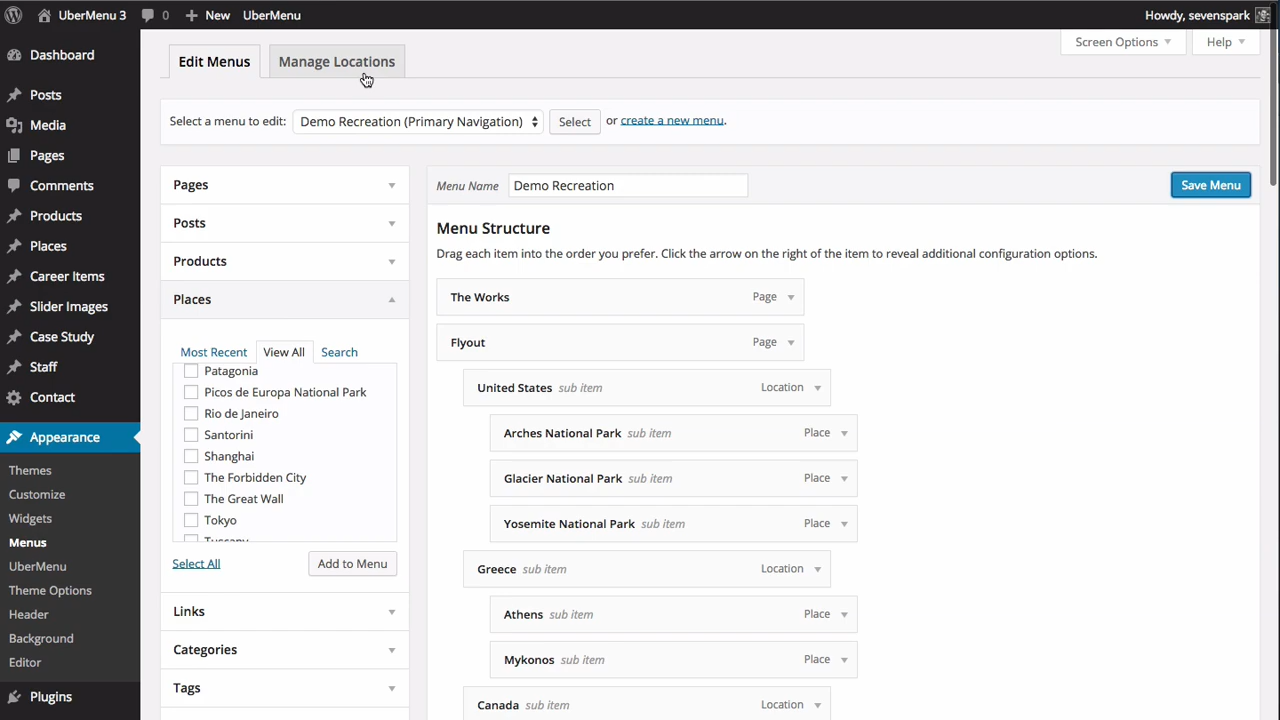 UberMenu 3 0 New UberMenu Howdy, sevenspark
Dashboard
Posts
Media
Pages
Comments
Products
Places
Career Items
Slider Images
Case Study
Staff
Contact
Appearance
Themes
Customize
Widgets
Menus
UberMenu
Theme Options
Header
Background
Editor
Plugins
Screen Options Help
Edit Menus Manage Locations
Select a menu to edit: Demo Recreation (Primary Navigation) Select or create a new menu.
Pages
Posts
Products
Places
Most Recent View All Search
Patagonia
Picos de Europa National Park
Rio de Janeiro
Santorini
Shanghai
The Forbidden City
The Great Wall
Tokyo
Tuscany
Select All Add to Menu
Links
Categories
Tags
Menu Name Demo Recreation Save Menu
Menu Structure
Drag each item into the order you prefer. Click the arrow on the right of the item to reveal additional configuration options.
The Works Page
Flyout Page
United States sub item Location
Arches National Park sub item Place
Glacier National Park sub item Place
Yosemite National Park sub item Place
Greece sub item Location
Athens sub item Place
Mykonos sub item Place
Canada sub item Location